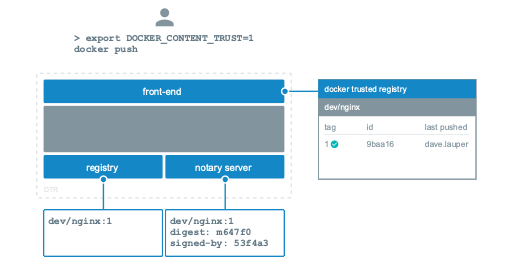 > export DOCKER_CONTENT_TRUST=1
docker push
front-end
registry
notary server
DTR
dev/nginx:1
dev/nginx:1
digest: m647f0
signed-by: 53f4a3
docker trusted registry
dev/nginx
tag id last pushed
1 9baa16 dave.lauper